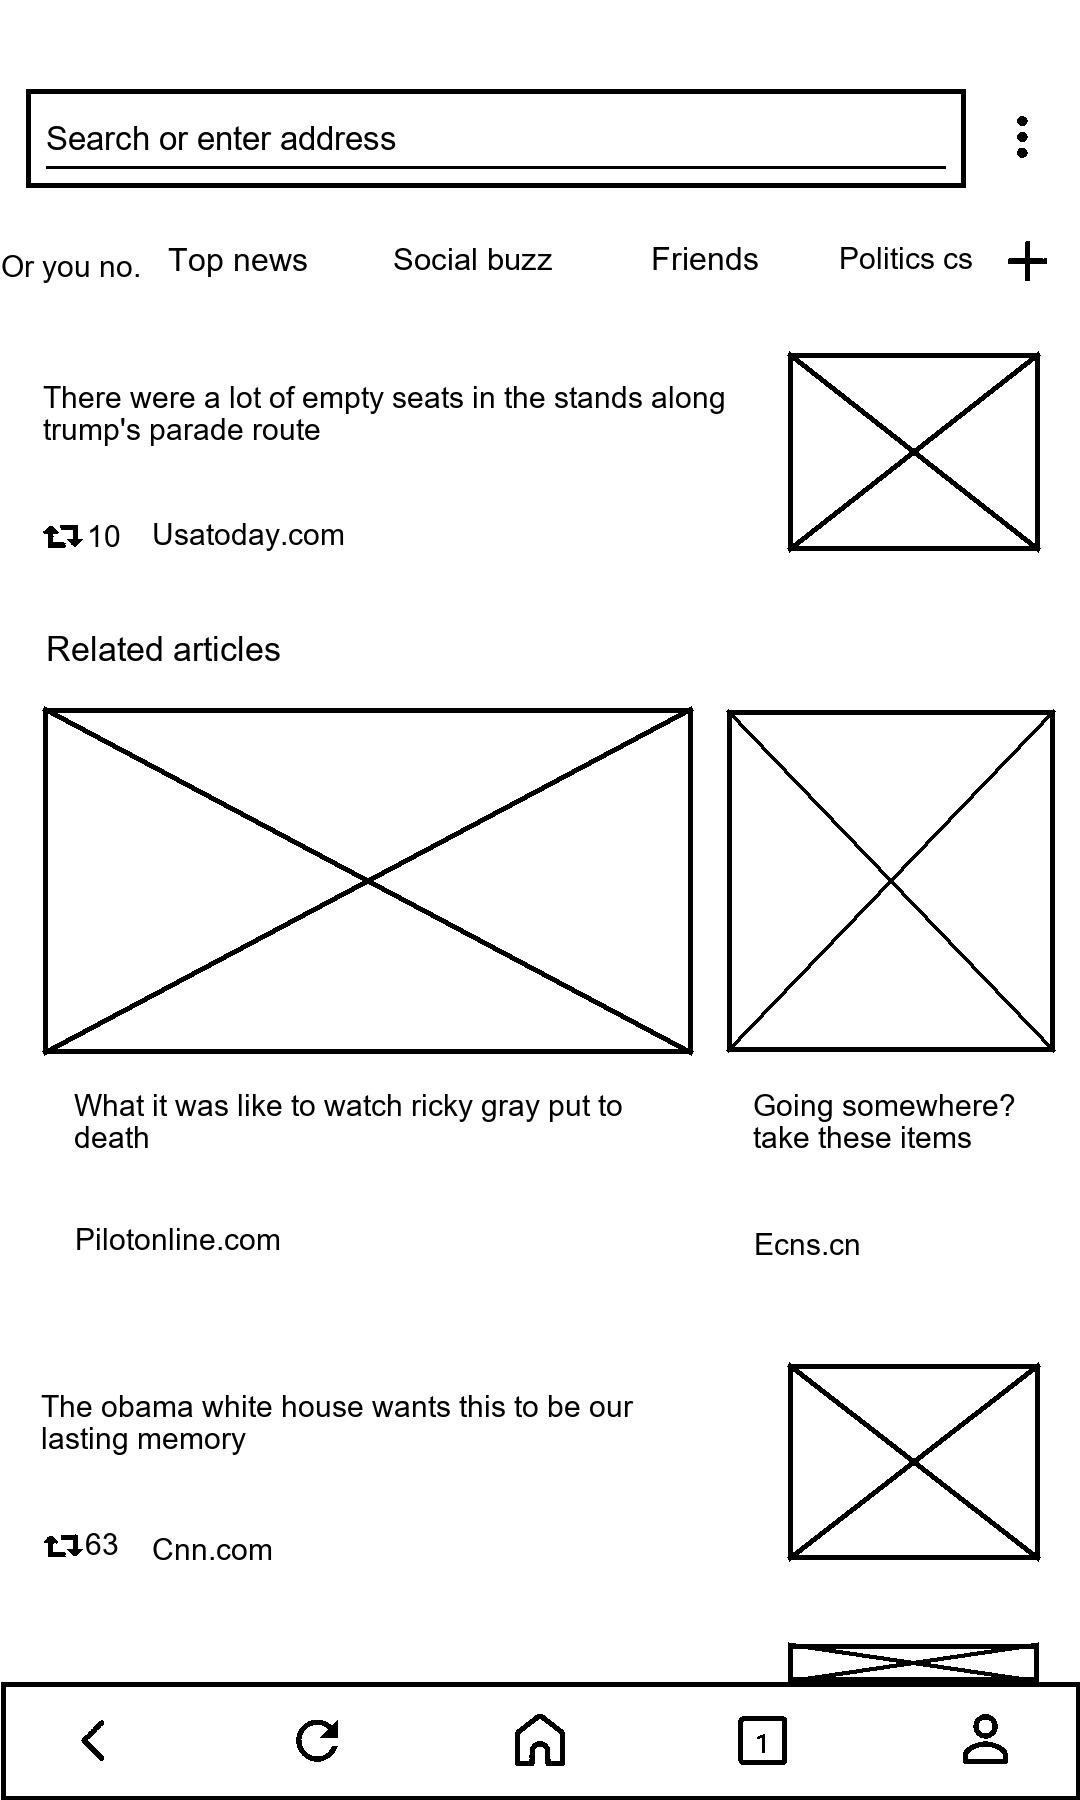 Search or enter address
Or you no. Top news Social buzz Friends Politics cs
There were a lot of empty seats in the stands along
trump's parade route
10 Usatoday.com
Related articles
What it was like to watch ricky gray put to
death
Pilotonline.com
Going somewhere?
take these items
Ecns.cn
The obama white house wants this to be our
lasting memory
63 Cnn.com
1